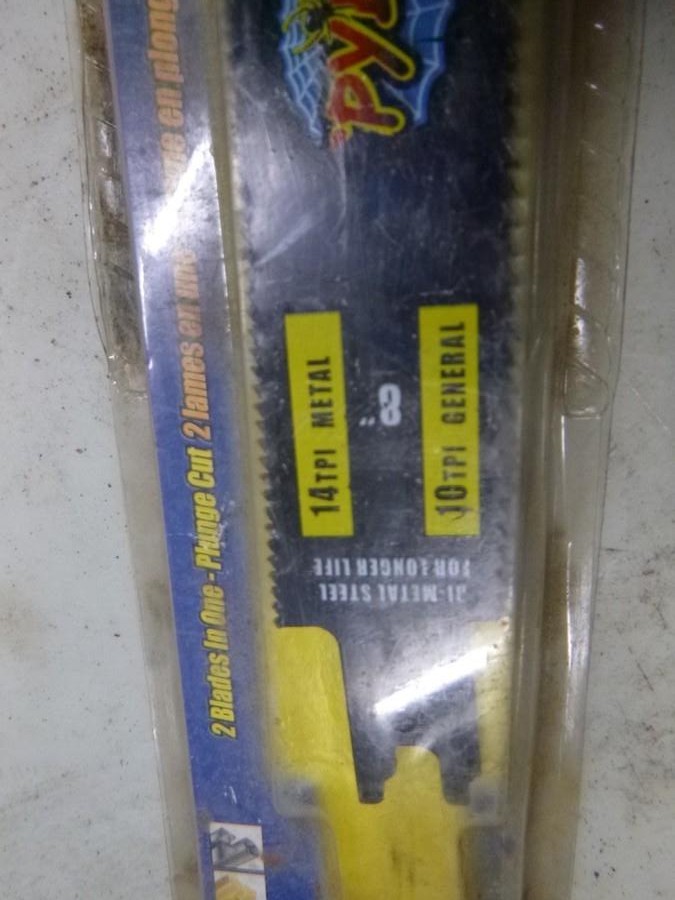 2 Blades In One - Plunge Cut 2 lames en une
14TPI METAL
8"
10TPI GENERAL
BI-METAL STEEL
FOR LONGER LIFE